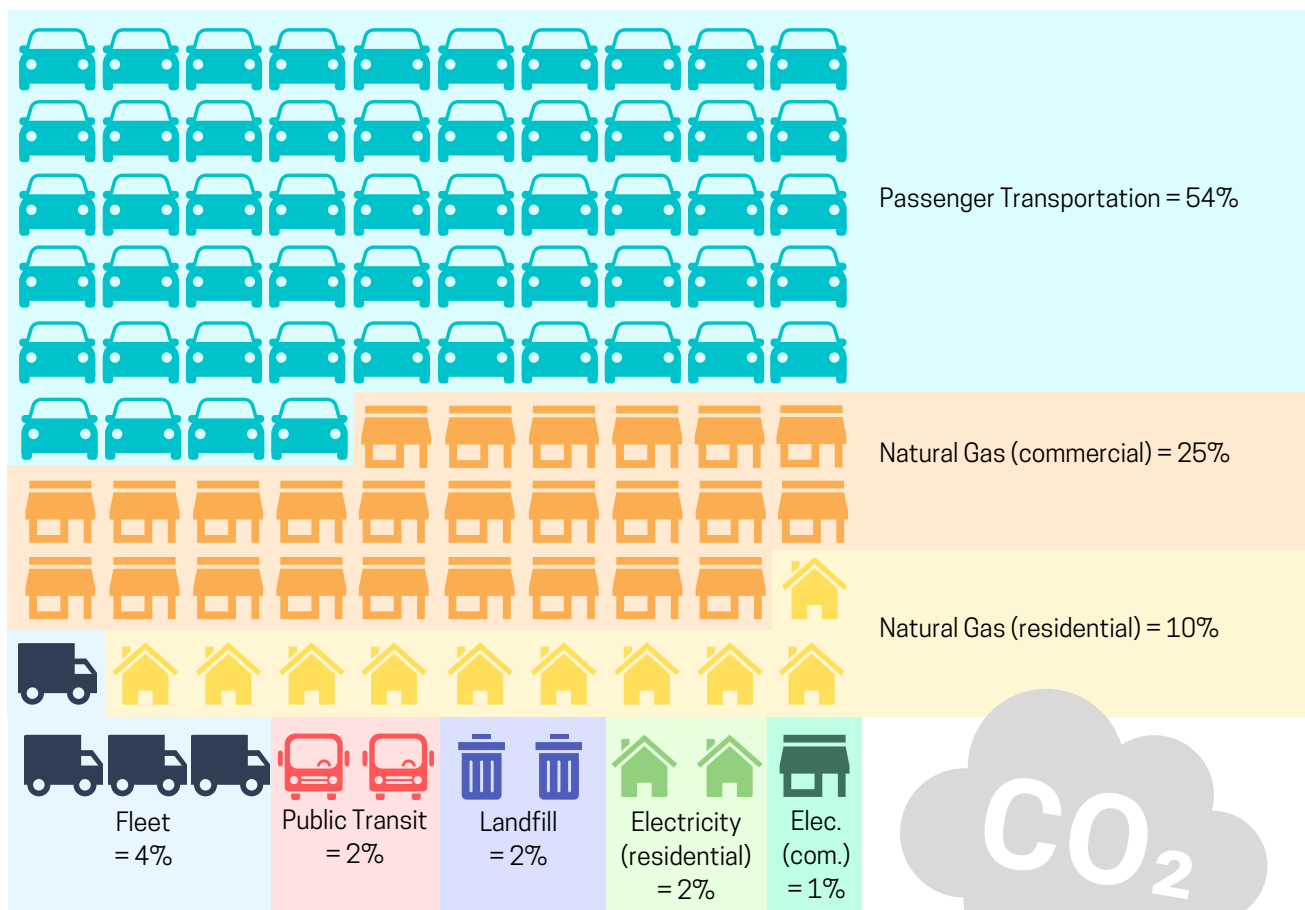 Passenger Transportation = 54%
Natural Gas (commercial) = 25%
Natural Gas (residential) = 10%
Fleet
= 4%
Public Transit
= 2%
Landfill
= 2%
Electricity
(residential)
= 2%
Elec.
(com.)
= 1%
CO₂